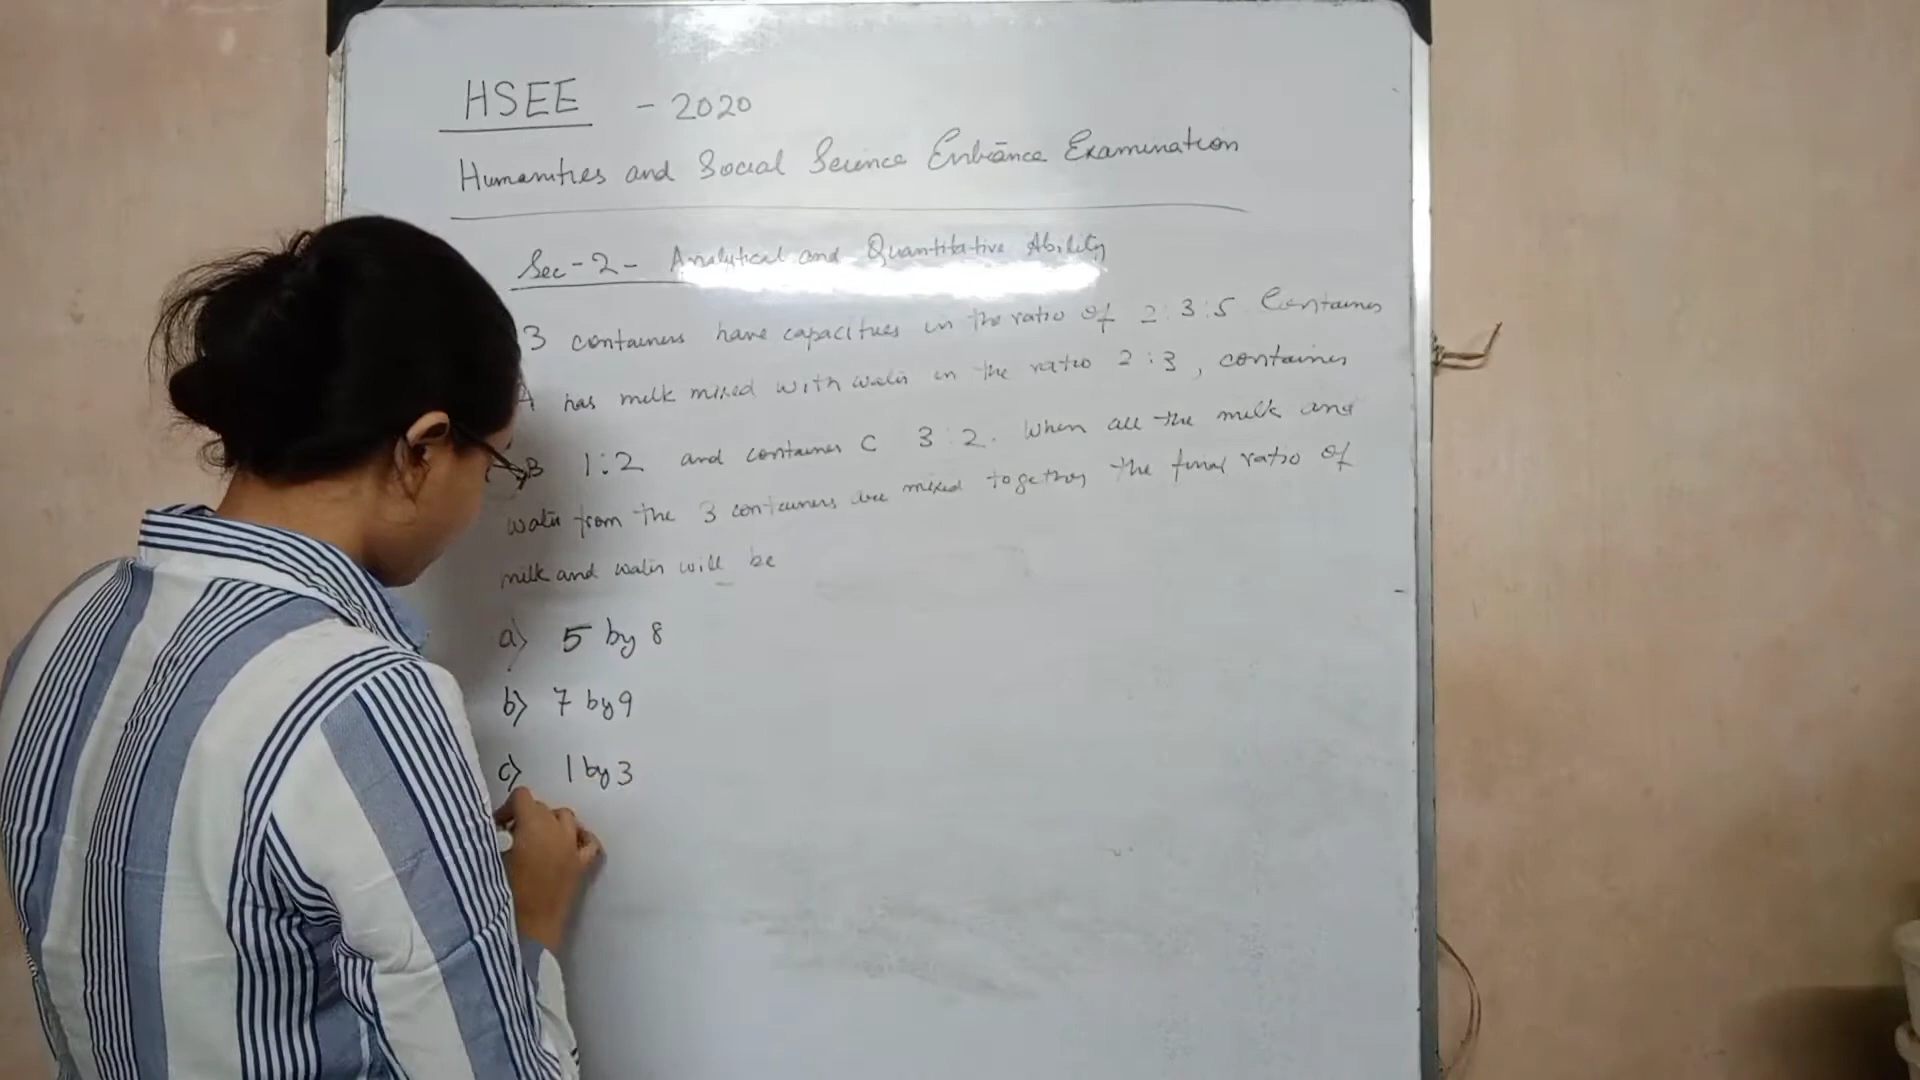 HSEE - 2020
Humanities and Social Science Entrance Examination
Sec-2- Analytical and Quantitative Ability
3 containers have capacities in the ratio of 2:3:5 Container
A has milk mixed with water in the ratio 2:3, container
B 1:2 and container C 3:2. When all the milk and
water from the 3 containers are mixed together the final ratio of
milk and water will be
a) 5 by 8
b) 7 by 9
c) 1 by 3